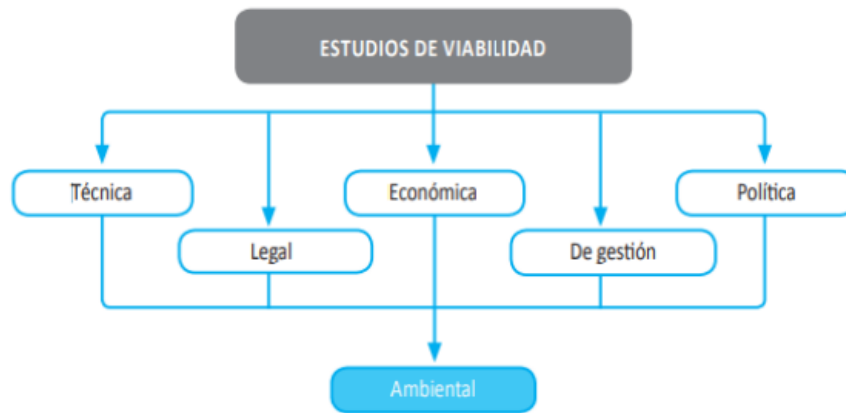 ESTUDIOS DE VIABILIDAD
Técnica
Económica
Política
Legal
De gestión
Ambiental